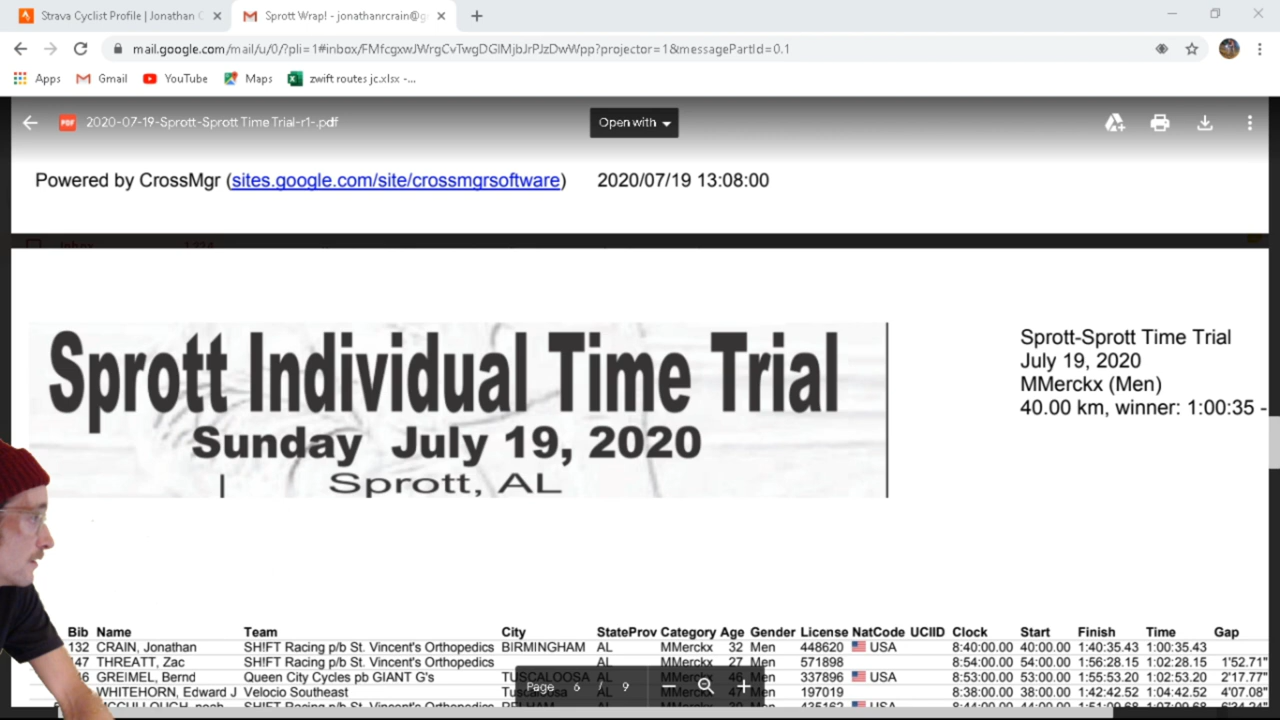 Strava Cyclist Profile | Jonathan C
Sprott Wrap! - jonathanrcrain@g
mail.google.com/mail/u/0/?pli=1#inbox/FMfcgxwJWrgCvTwgDGlMjbJrPJzDwWpp?projector=1&messagePartId=0.1
Apps Gmail YouTube Maps zwift routes jc.xlsx -...
PDF 2020-07-19-Sprott-Sprott Time Trial-r1-.pdf Open with
Powered by CrossMgr (sites.google.com/site/crossmgrsoftware) 2020/07/19 13:08:00
Sprott Individual Time Trial
Sunday July 19, 2020
Sprott, AL
Sprott-Sprott Time Trial
July 19, 2020
MMerckx (Men)
40.00 km, winner: 1:00:35 -
Bib Name Team City StateProv Category Age Gender License NatCode UCIID Clock Start Finish Time Gap
132 CRAIN, Jonathan SH!FT Racing p/b St. Vincent's Orthopedics BIRMINGHAM AL MMerckx 32 Men 448620 USA 8:40:00.00 40:00.00 1:40:35.43 1:00:35.43
147 THREATT, Zac SH!FT Racing p/b St. Vincent's Orthopedics AL MMerckx 27 Men 571898 8:54:00.00 54:00.00 1:56:28.15 1:02:28.15 1'52.71"
GREIMEL, Bernd Queen City Cycles pb GIANT G's TUSCALOOSA AL 46 Men 337896 USA 8:53:00.00 53:00.00 1:55:53.20 1:02:53.20 2'17.77"
WHITEHORN, Edward J Velocio Southeast Tuscaloosa AL 47 Men 197019 8:38:00.00 38:00.00 1:42:42.52 1:04:42.52 4'07.08"
Page 6 / 9